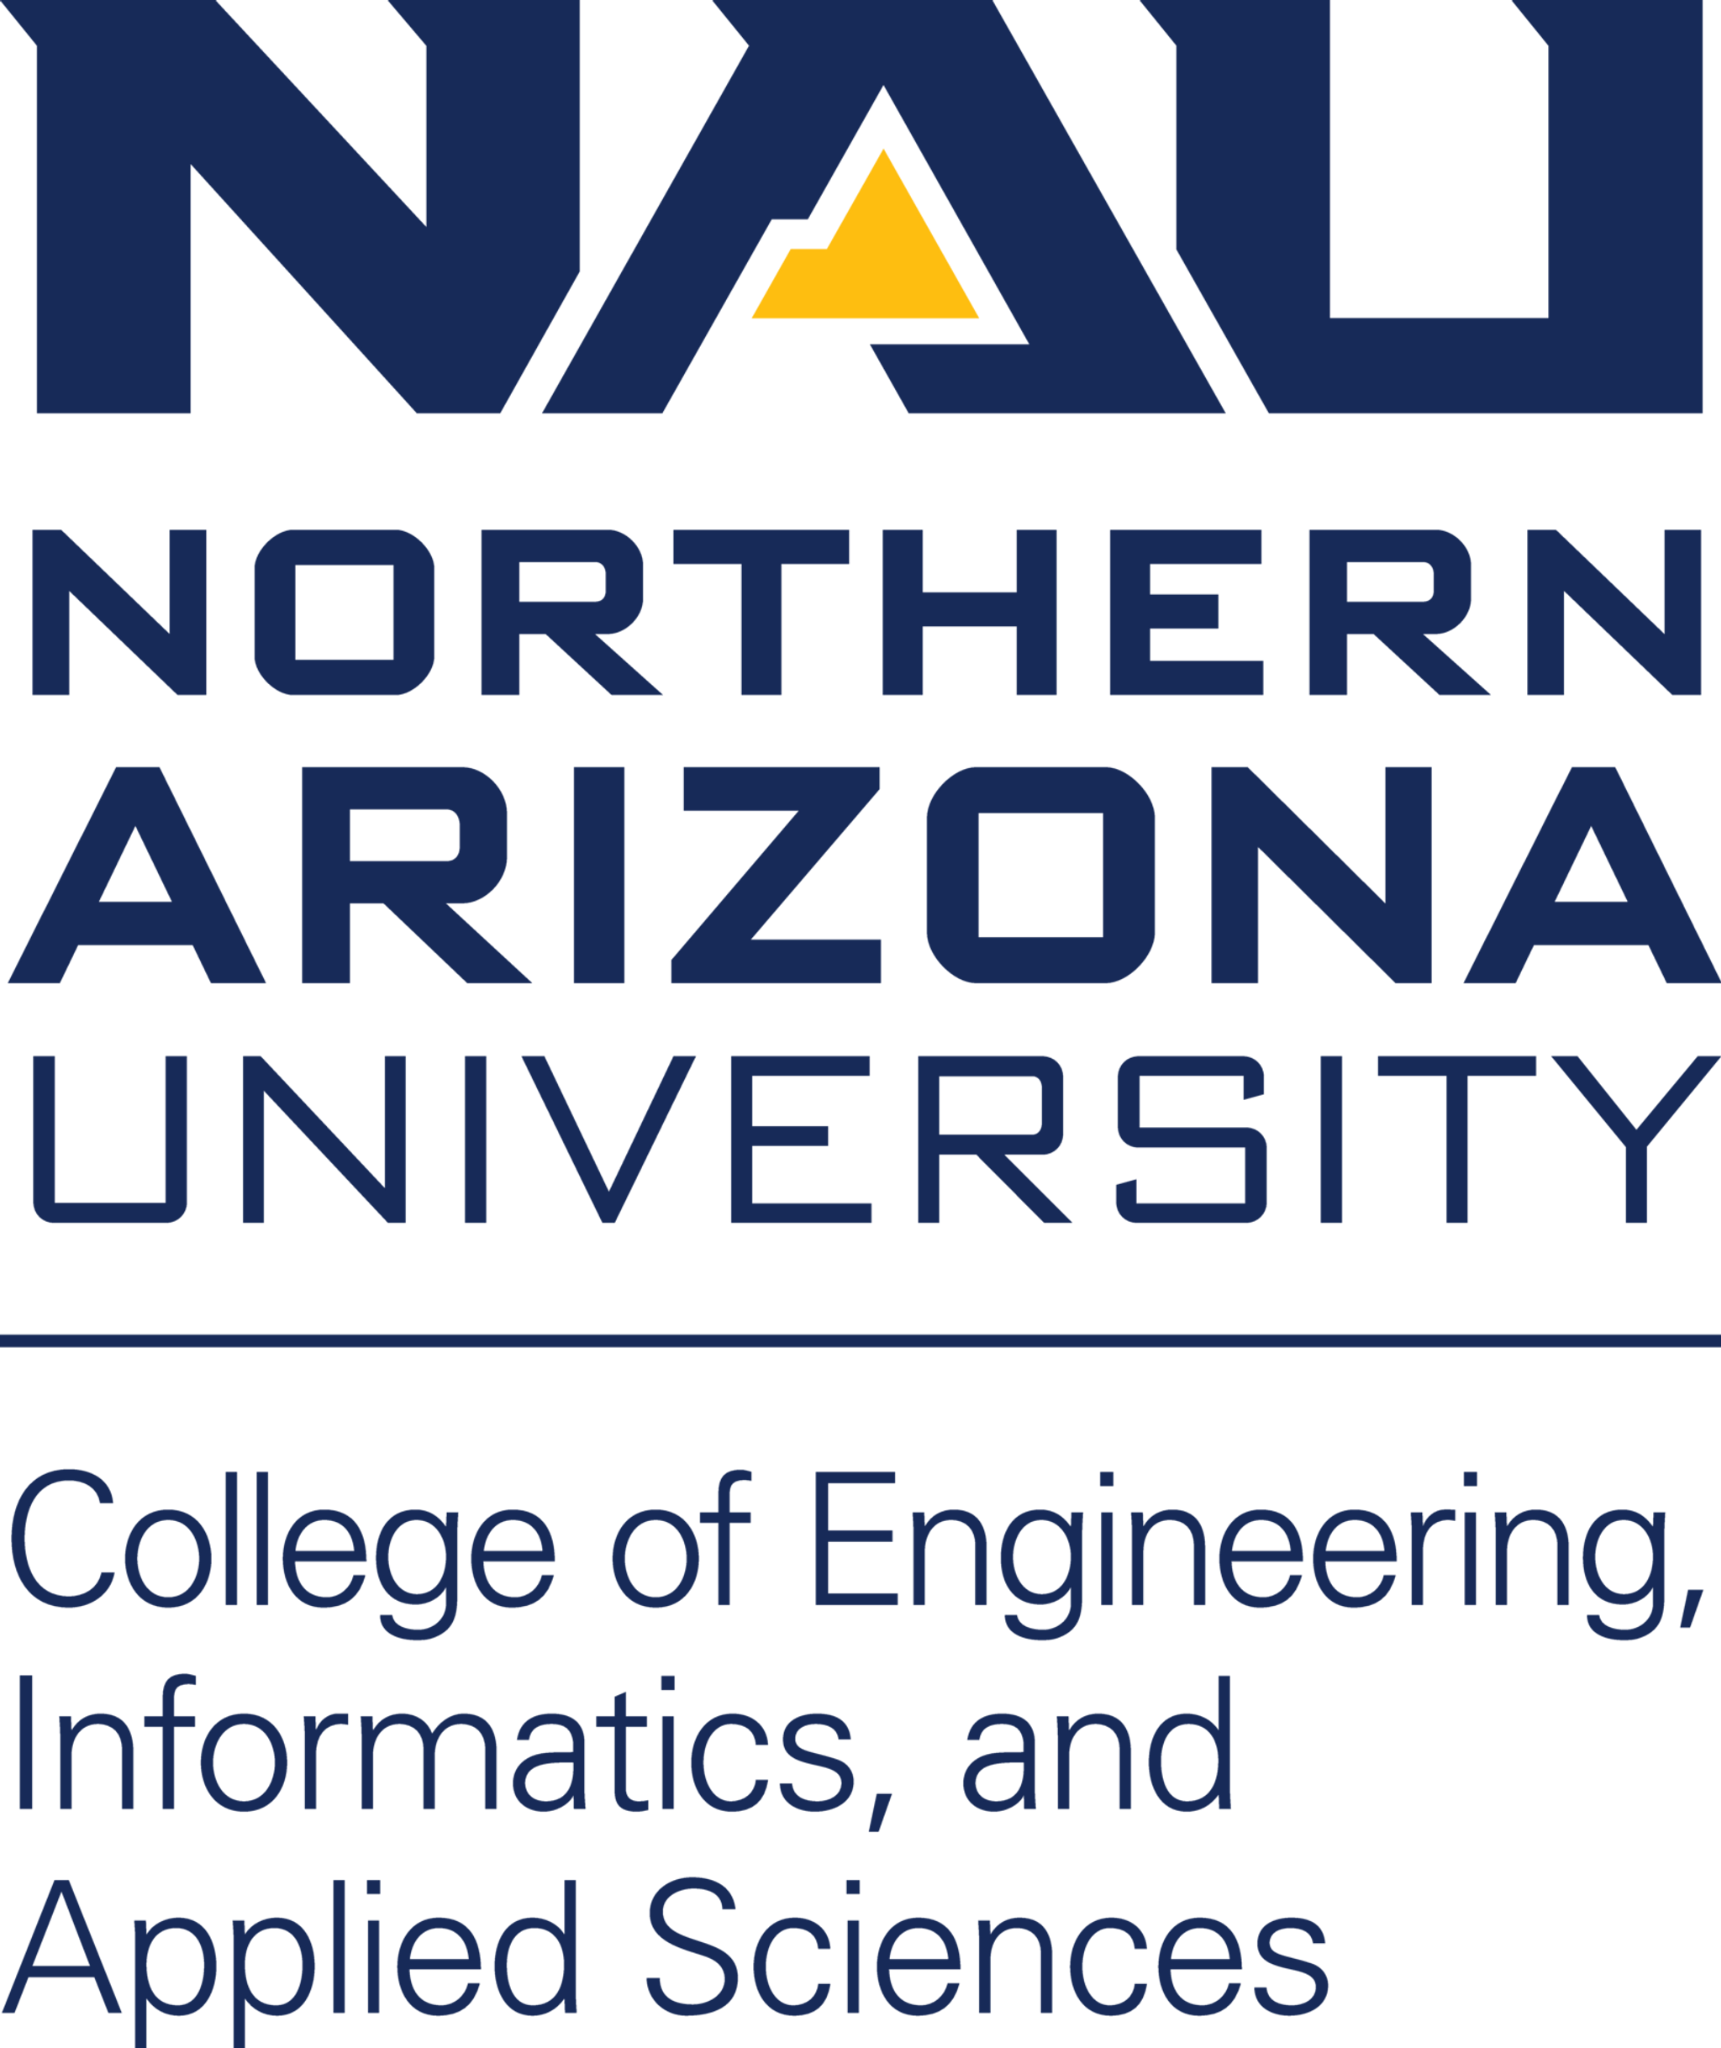 NAU
NORTHERN
ARIZONA
UNIVERSITY
College of Engineering,
Informatics, and
Applied Sciences